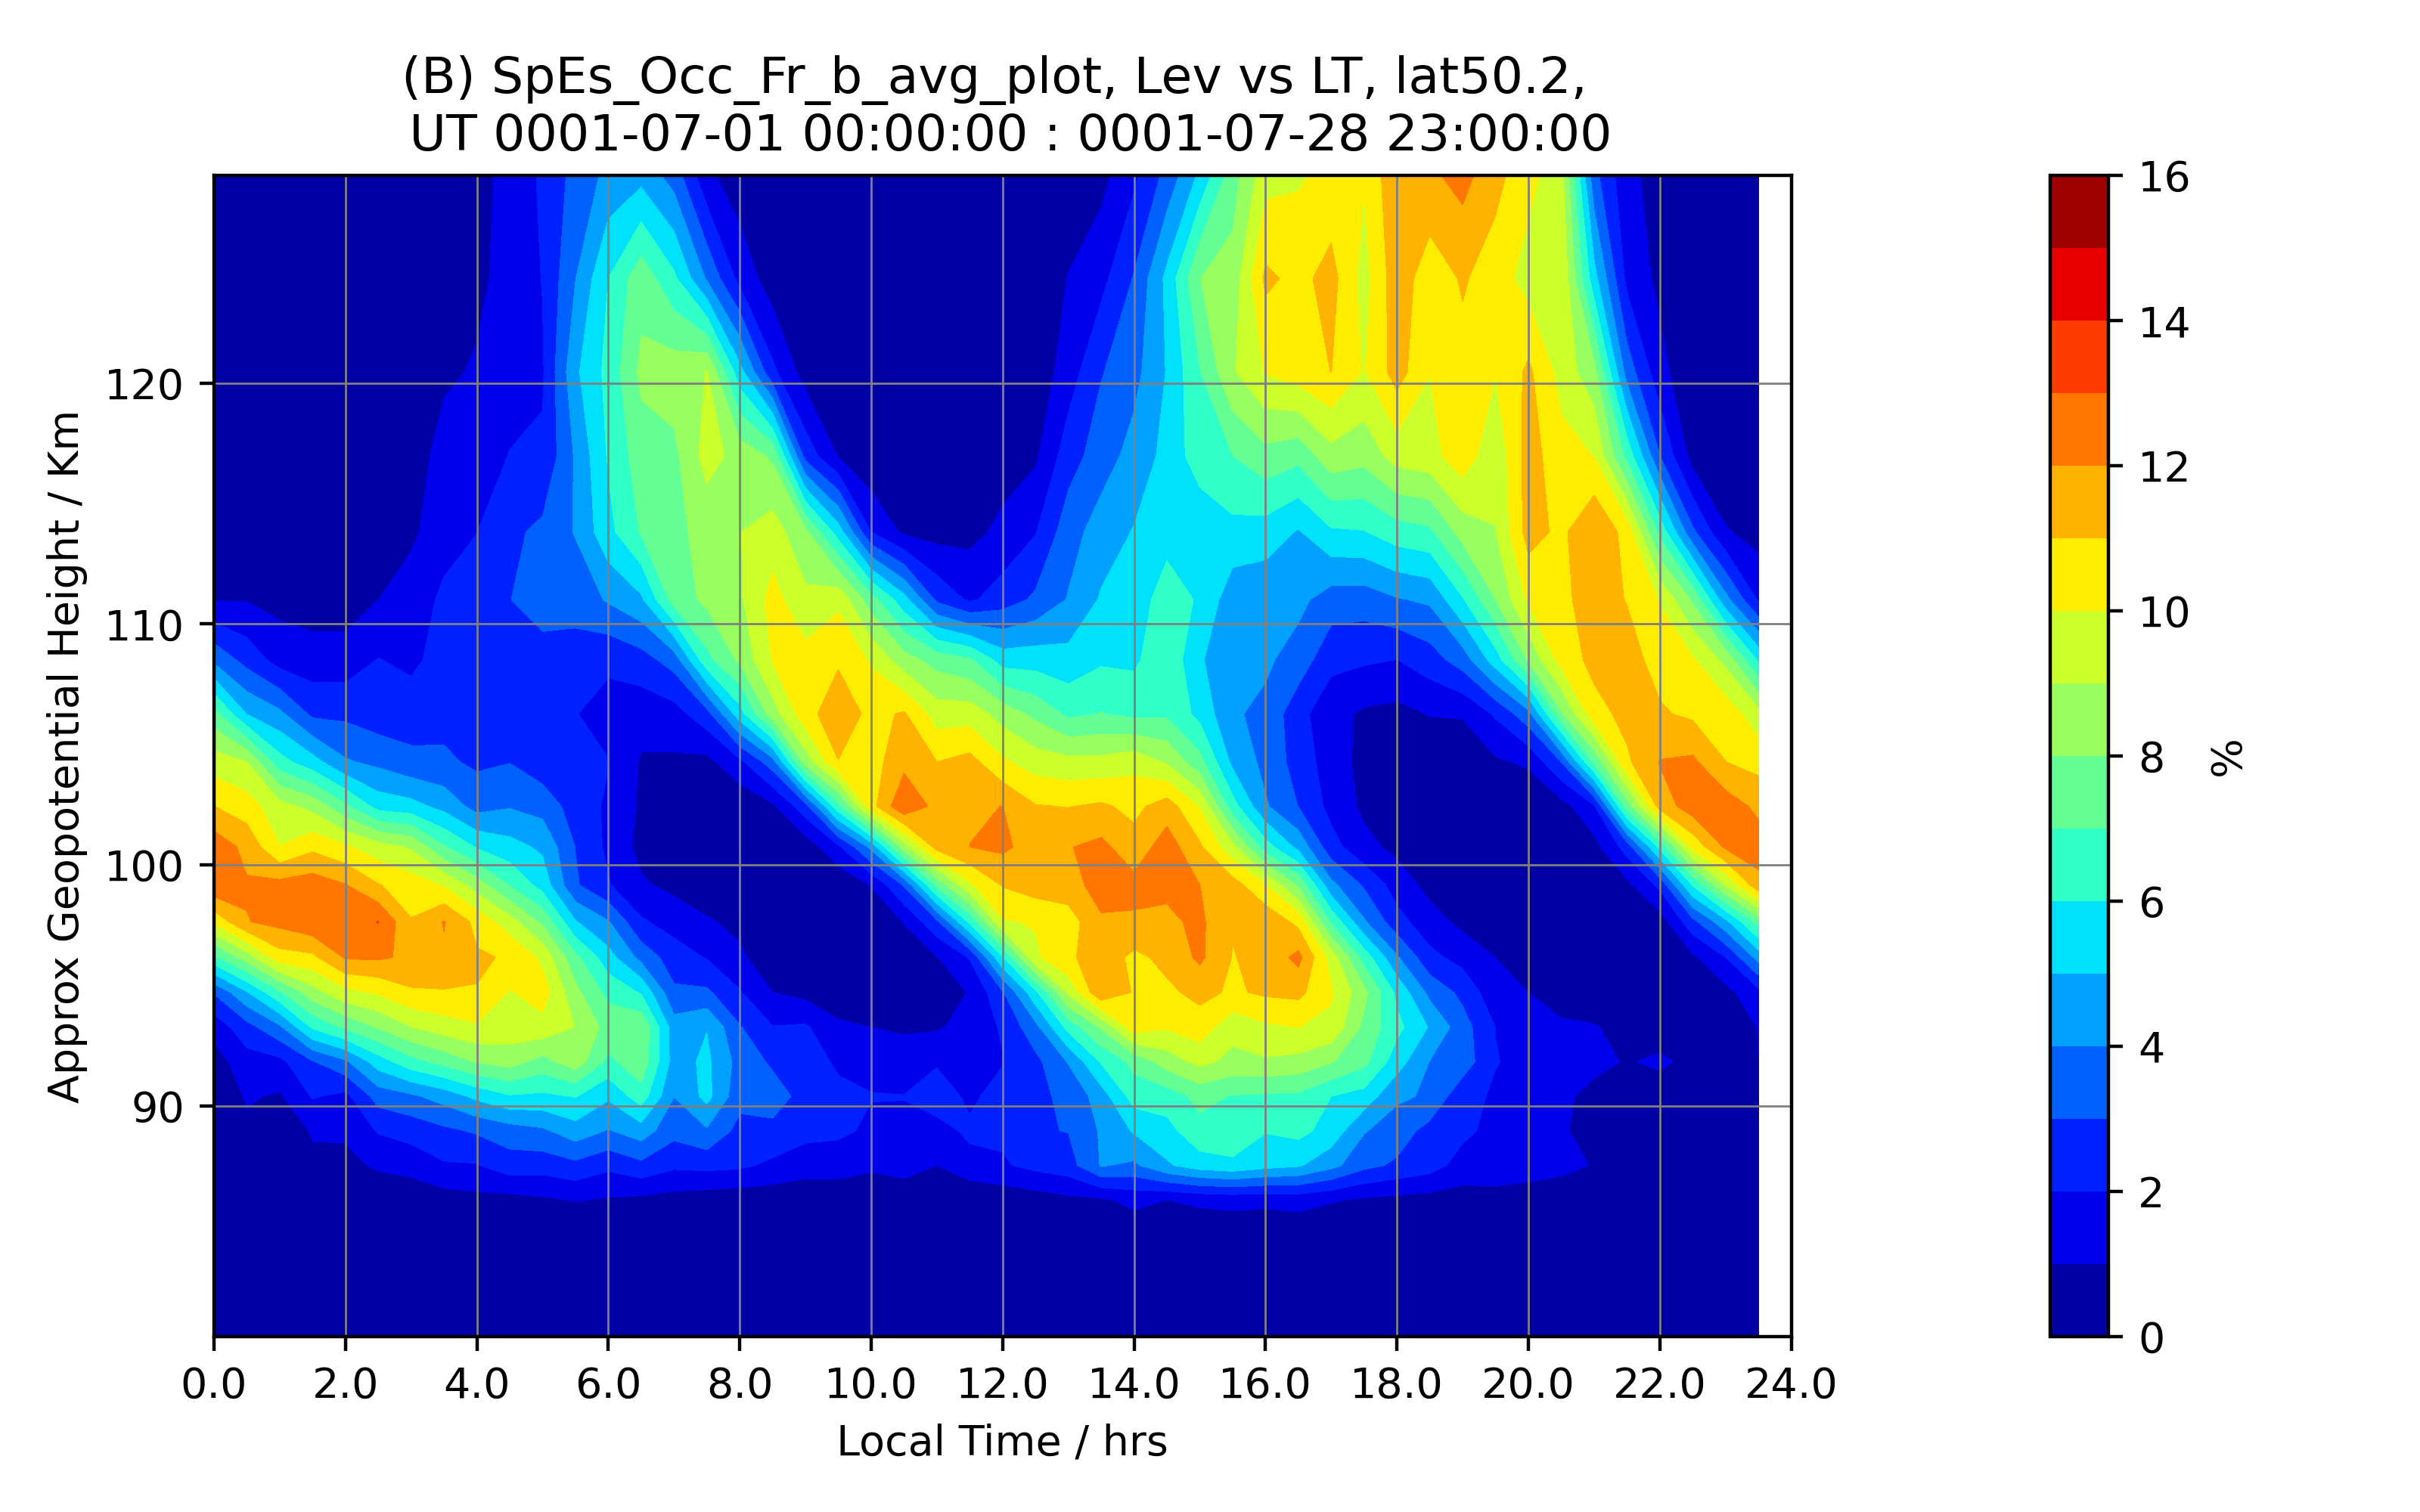 (B) SpEs_Occ_Fr_b_avg_plot, Lev vs LT, lat50.2,
UT 0001-07-01 00:00:00 : 0001-07-28 23:00:00
Approx Geopotential Height / Km
120
110
100
90
0.0 2.0 4.0 6.0 8.0 10.0 12.0 14.0 16.0 18.0 20.0 22.0 24.0
Local Time / hrs
16
14
12
10
8
6
4
2
0
%